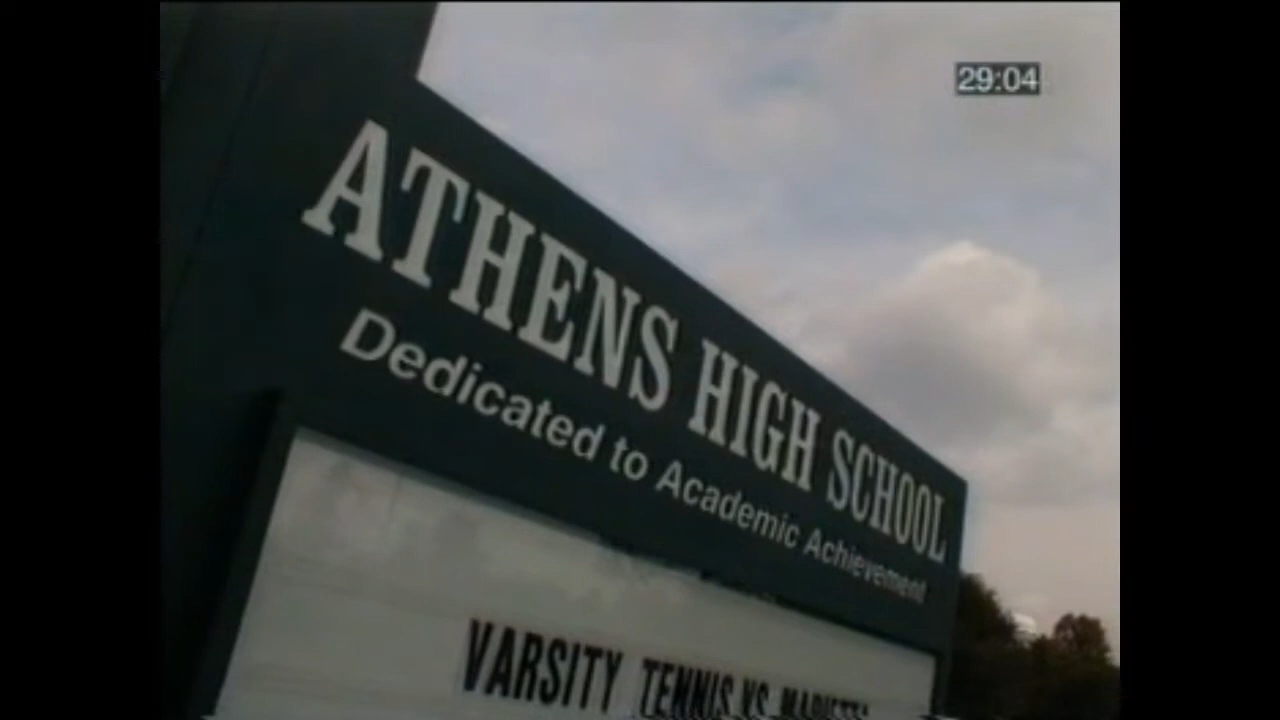 29:04
ATHENS HIGH SCHOOL
Dedicated to Academic Achievement
VARSITY TENNIS VS.